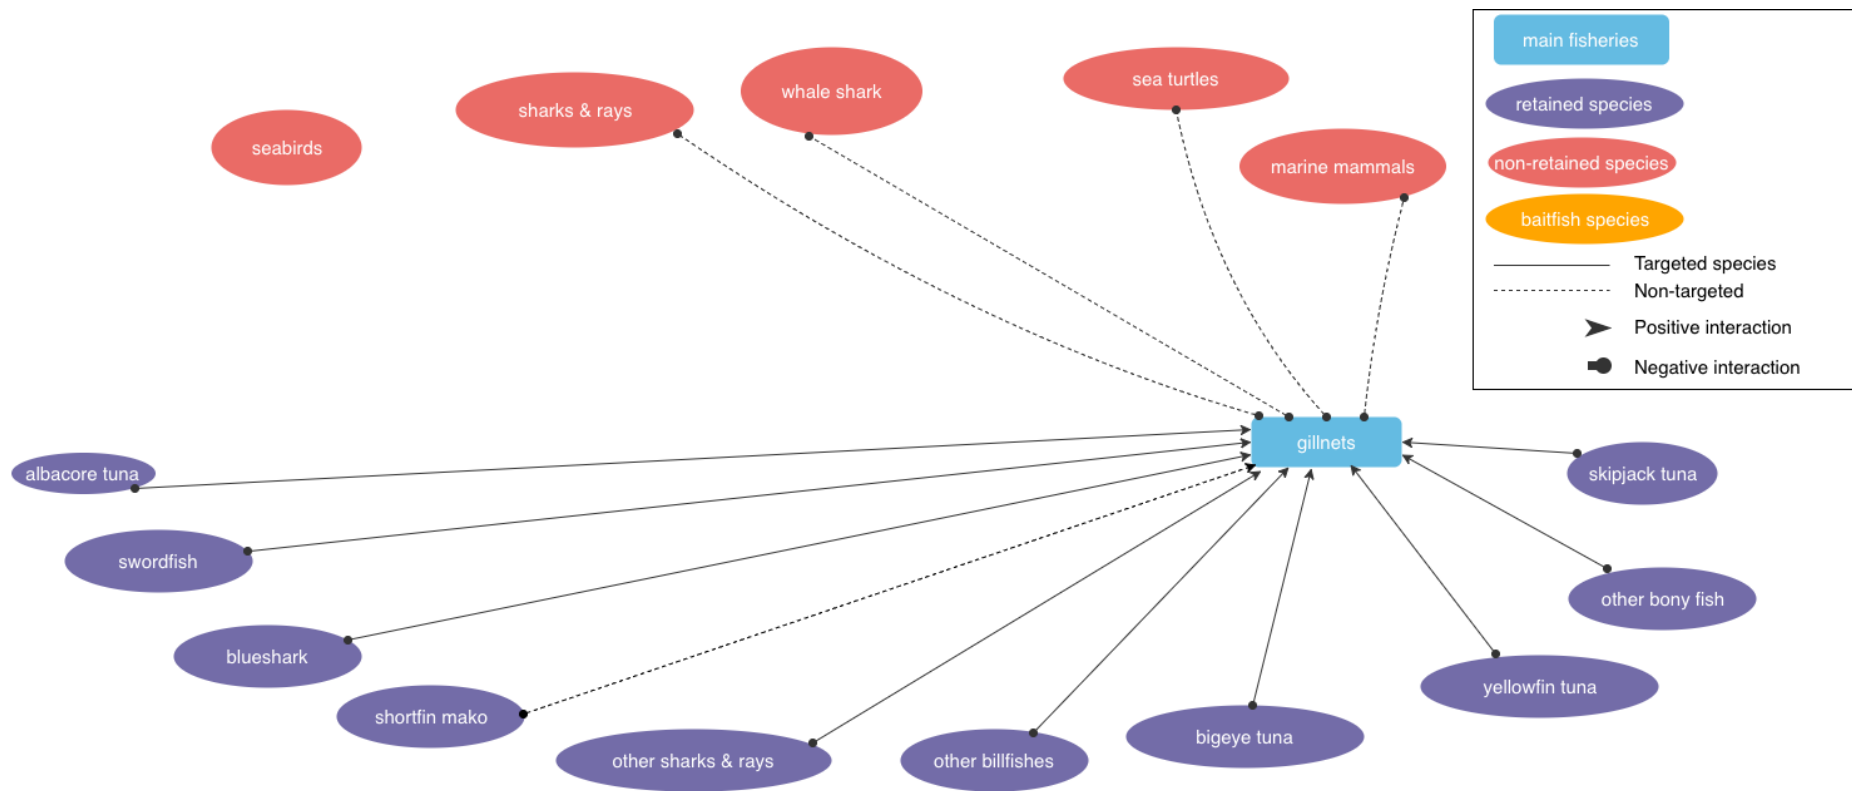 main fisheries
retained species
non-retained species
baitfish species
Targeted species
Non-targeted
Positive interaction
Negative interaction
seabirds
sharks & rays
whale shark
sea turtles
marine mammals
gillnets
albacore tuna
swordfish
blueshark
shortfin mako
other sharks & rays
other billfishes
bigeye tuna
yellowfin tuna
other bony fish
skipjack tuna